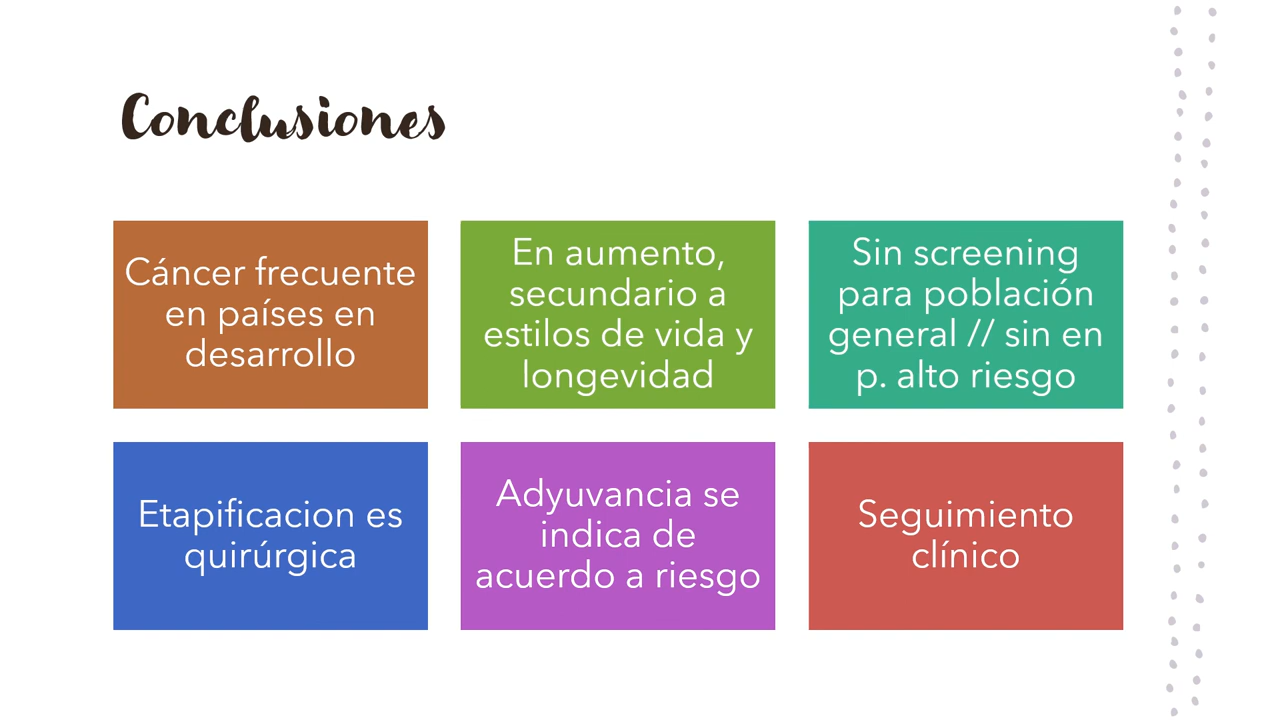 Conclusiones
Cáncer frecuente
en países en
desarrollo
En aumento,
secundario a
estilos de vida y
longevidad
Sin screening
para población
general // sin en
p. alto riesgo
Etapificacion es
quirúrgica
Adyuvancia se
indica de
acuerdo a riesgo
Seguimiento
clínico